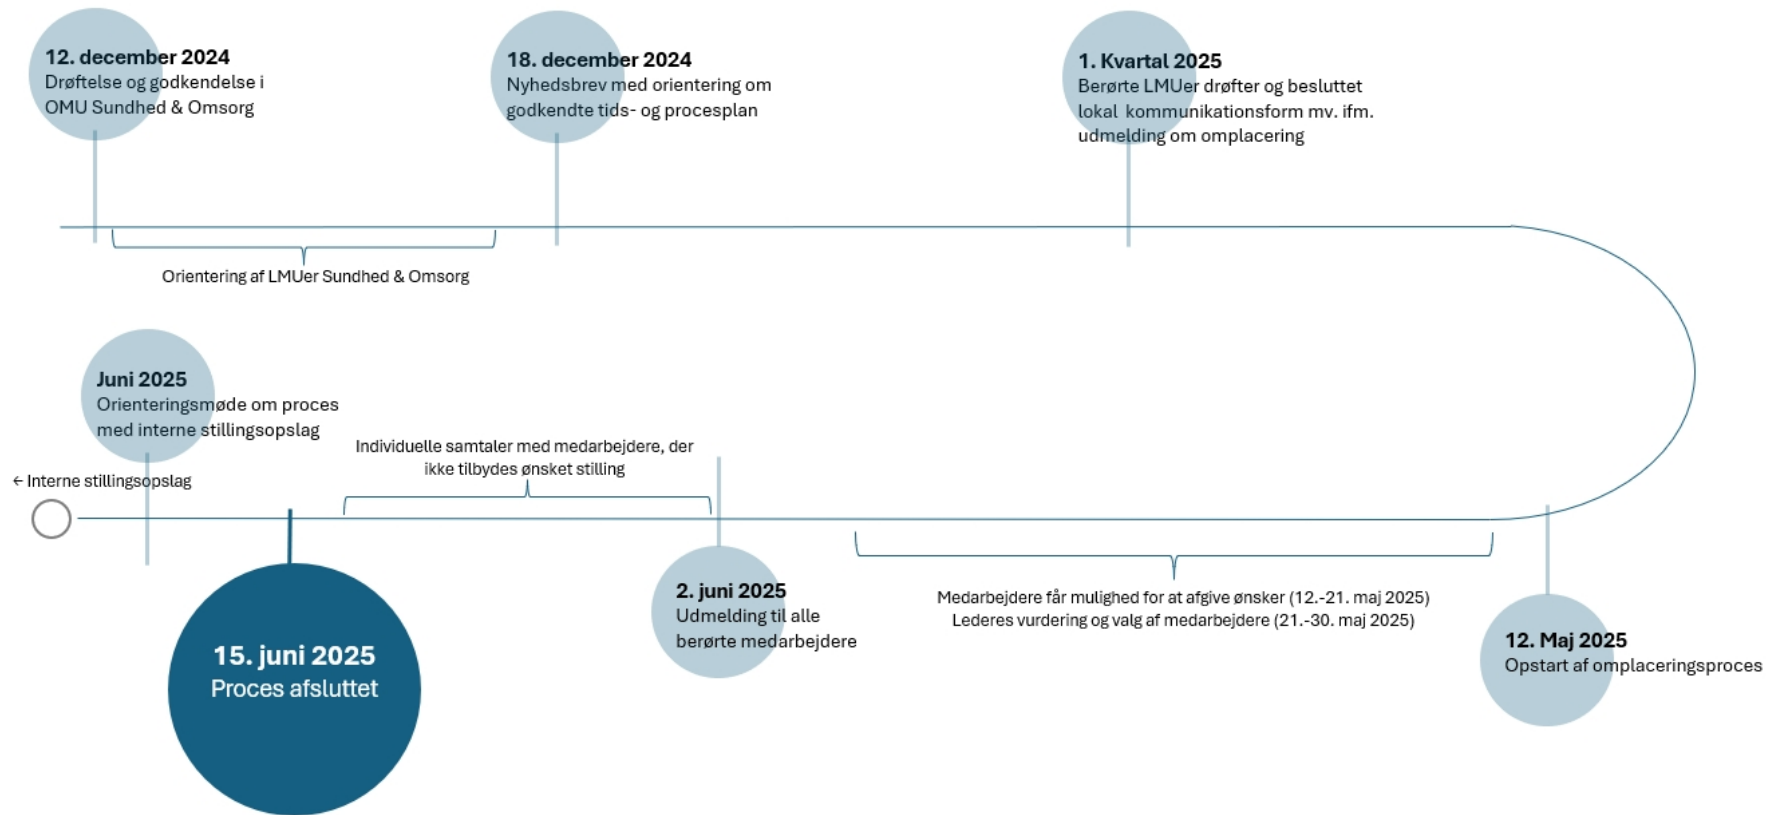 12. december 2024
Drøftelse og godkendelse i
OMU Sundhed & Omsorg
18. december 2024
Nyhedsbrev med orientering om
godkendte tids- og procesplan
1. Kvartal 2025
Berørte LMUer drøfter og besluttet
lokal kommunikationsform mv. ifm.
udmelding om omplacering
Orientering af LMUer Sundhed & Omsorg
12. Maj 2025
Opstart af omplaceringsproces
Medarbejdere får mulighed for at afgive ønsker (12.-21. maj 2025)
Lederes vurdering og valg af medarbejdere (21.-30. maj 2025)
2. juni 2025
Udmelding til alle
berørte medarbejdere
Individuelle samtaler med medarbejdere, der
ikke tilbydes ønsket stilling
15. juni 2025
Proces afsluttet
Juni 2025
Orienteringsmøde om proces
med interne stillingsopslag
← Interne stillingsopslag